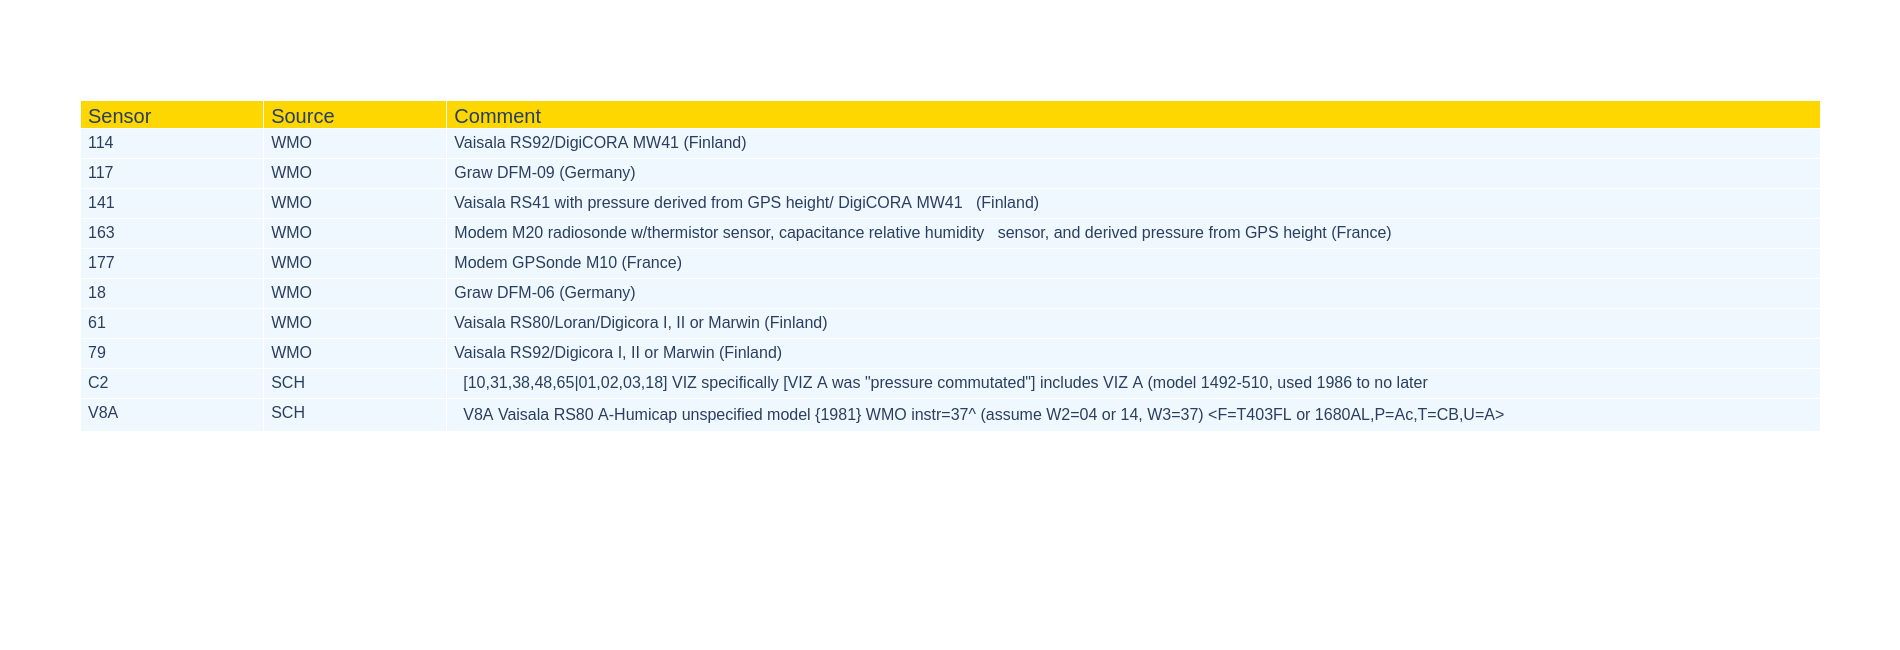 Sensor Source Comment
114 WMO Vaisala RS92/DigiCORA MW41 (Finland)
117 WMO Graw DFM-09 (Germany)
141 WMO Vaisala RS41 with pressure derived from GPS height/ DigiCORA MW41   (Finland)
163 WMO Modem M20 radiosonde w/thermistor sensor, capacitance relative humidity   sensor, and derived pressure from GPS height (France)
177 WMO Modem GPSonde M10 (France)
18 WMO Graw DFM-06 (Germany)
61 WMO Vaisala RS80/Loran/Digicora I, II or Marwin (Finland)
79 WMO Vaisala RS92/Digicora I, II or Marwin (Finland)
C2 SCH [10,31,38,48,65|01,02,03,18] VIZ specifically [VIZ A was "pressure commutated"] includes VIZ A (model 1492-510, used 1986 to no later
V8A SCH V8A Vaisala RS80 A-Humicap unspecified model {1981} WMO instr=37^ (assume W2=04 or 14, W3=37) <F=T403FL or 1680AL,P=Ac,T=CB,U=A>